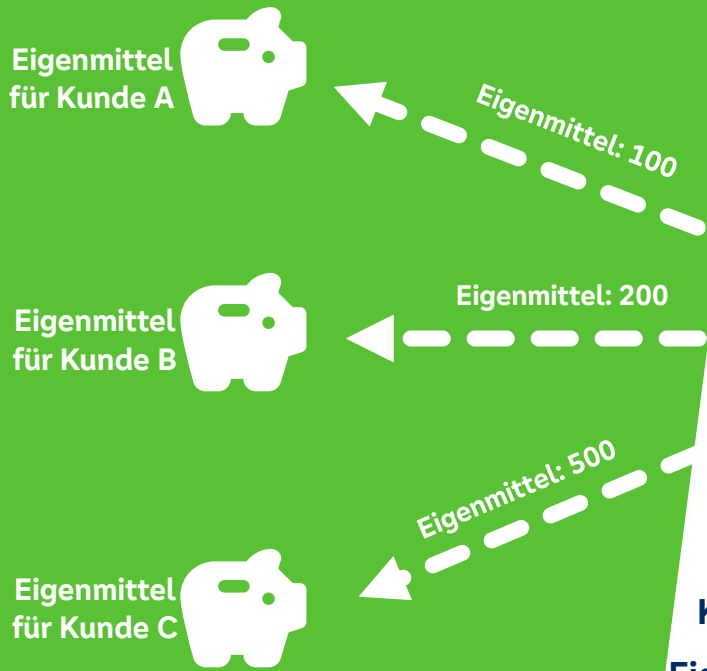 Eigenmittel
für Kunde A
Eigenmittel: 100
Eigenmittel
für Kunde B
Eigenmittel: 200
Eigenmittel: 500
Eigenmittel
für Kunde C